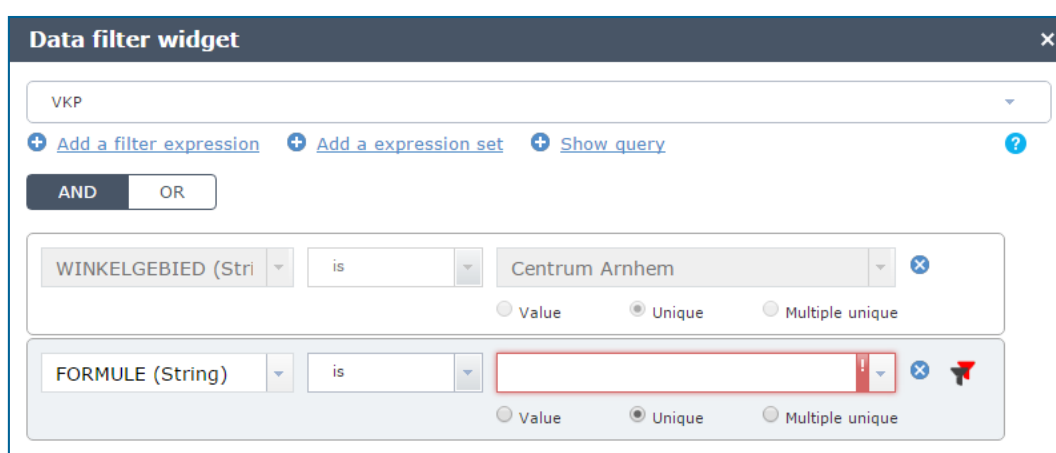 Data filter widget ×
VKP
Add a filter expression Add a expression set Show query ?
AND OR
WINKELGEBIED (Stri is Centrum Arnhem
Value Unique Multiple unique
FORMULE (String) is !
Value Unique Multiple unique